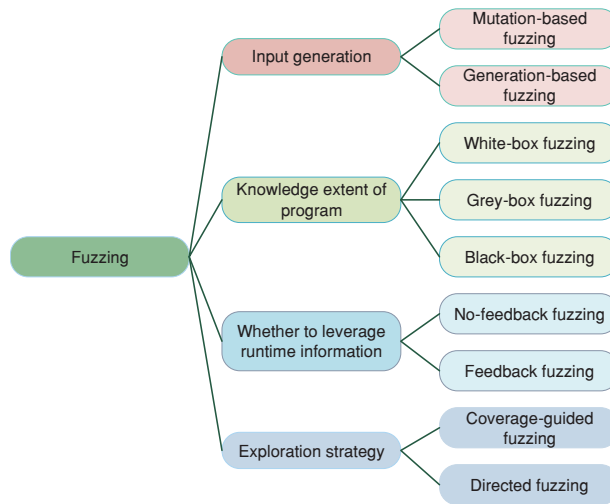 Fuzzing
Input generation
Mutation-based
fuzzing
Generation-based
fuzzing
Knowledge extent of
program
White-box fuzzing
Grey-box fuzzing
Black-box fuzzing
Whether to leverage
runtime information
No-feedback fuzzing
Feedback fuzzing
Exploration strategy
Coverage-guided
fuzzing
Directed fuzzing